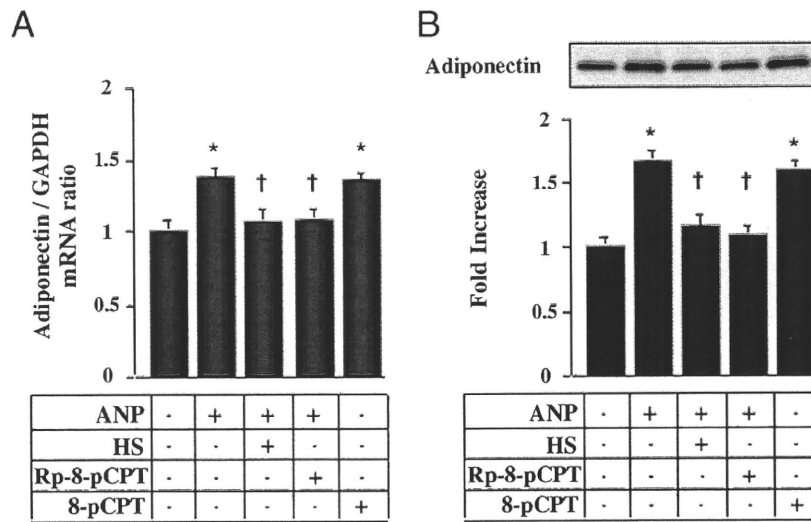 A
*
*
†
†
2
1.5
1
0.5
0
Adiponectin / GAPDH
mRNA ratio
ANP - + + + -
HS - - + - -
Rp-8-pCPT - - - + -
8-pCPT - - - - +
B
Adiponectin
*
*
†
†
2
1.5
1
0.5
0
Fold Increase
ANP - + + + -
HS - - + - -
Rp-8-pCPT - - - + -
8-pCPT - - - - +